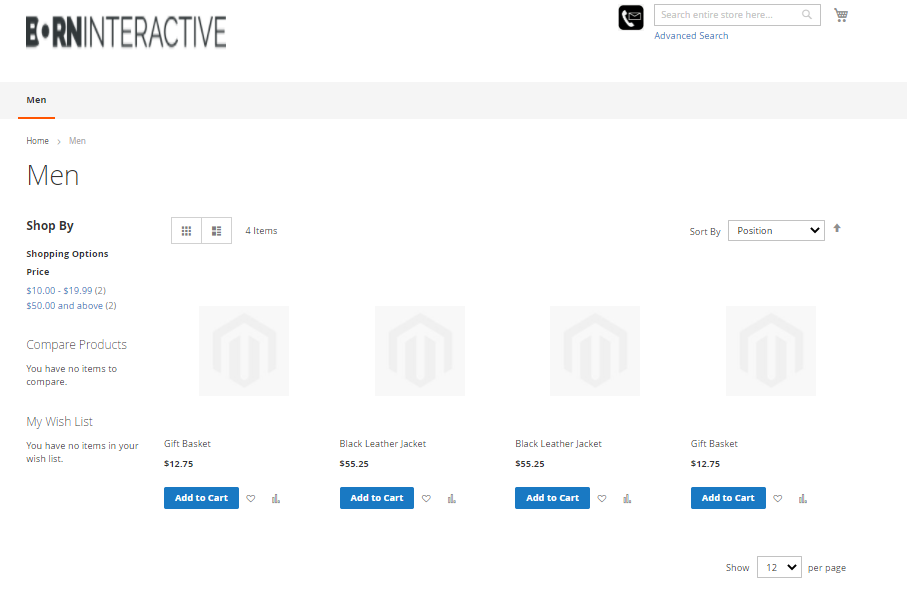 BORNINTERACTIVE
Search entire store here...
Advanced Search
Men
Home > Men
Men
Shop By
4 Items
Sort By Position
Shopping Options
Price
$10.00 - $19.99 (2)
$50.00 and above (2)
Compare Products
You have no items to
compare.
My Wish List
You have no items in your
wish list.
Gift Basket
$12.75
Add to Cart
Black Leather Jacket
$55.25
Add to Cart
Black Leather Jacket
$55.25
Add to Cart
Gift Basket
$12.75
Add to Cart
Show 12 per page